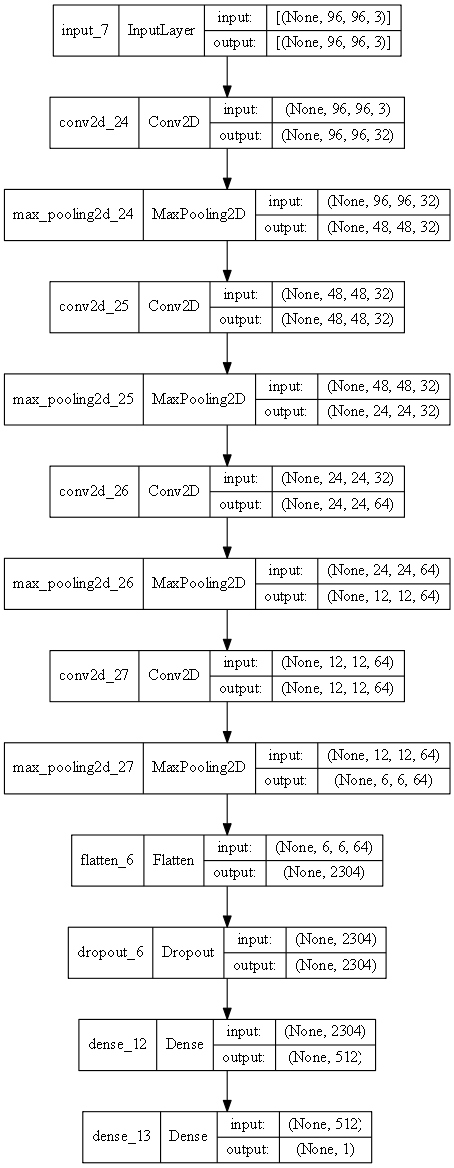 input_7 InputLayer input: [(None, 96, 96, 3)]
output: [(None, 96, 96, 3)]
conv2d_24 Conv2D input: (None, 96, 96, 3)
output: (None, 96, 96, 32)
max_pooling2d_24 MaxPooling2D input: (None, 96, 96, 32)
output: (None, 48, 48, 32)
conv2d_25 Conv2D input: (None, 48, 48, 32)
output: (None, 48, 48, 32)
max_pooling2d_25 MaxPooling2D input: (None, 48, 48, 32)
output: (None, 24, 24, 32)
conv2d_26 Conv2D input: (None, 24, 24, 32)
output: (None, 24, 24, 64)
max_pooling2d_26 MaxPooling2D input: (None, 24, 24, 64)
output: (None, 12, 12, 64)
conv2d_27 Conv2D input: (None, 12, 12, 64)
output: (None, 12, 12, 64)
max_pooling2d_27 MaxPooling2D input: (None, 12, 12, 64)
output: (None, 6, 6, 64)
flatten_6 Flatten input: (None, 6, 6, 64)
output: (None, 2304)
dropout_6 Dropout input: (None, 2304)
output: (None, 2304)
dense_12 Dense input: (None, 2304)
output: (None, 512)
dense_13 Dense input: (None, 512)
output: (None, 1)